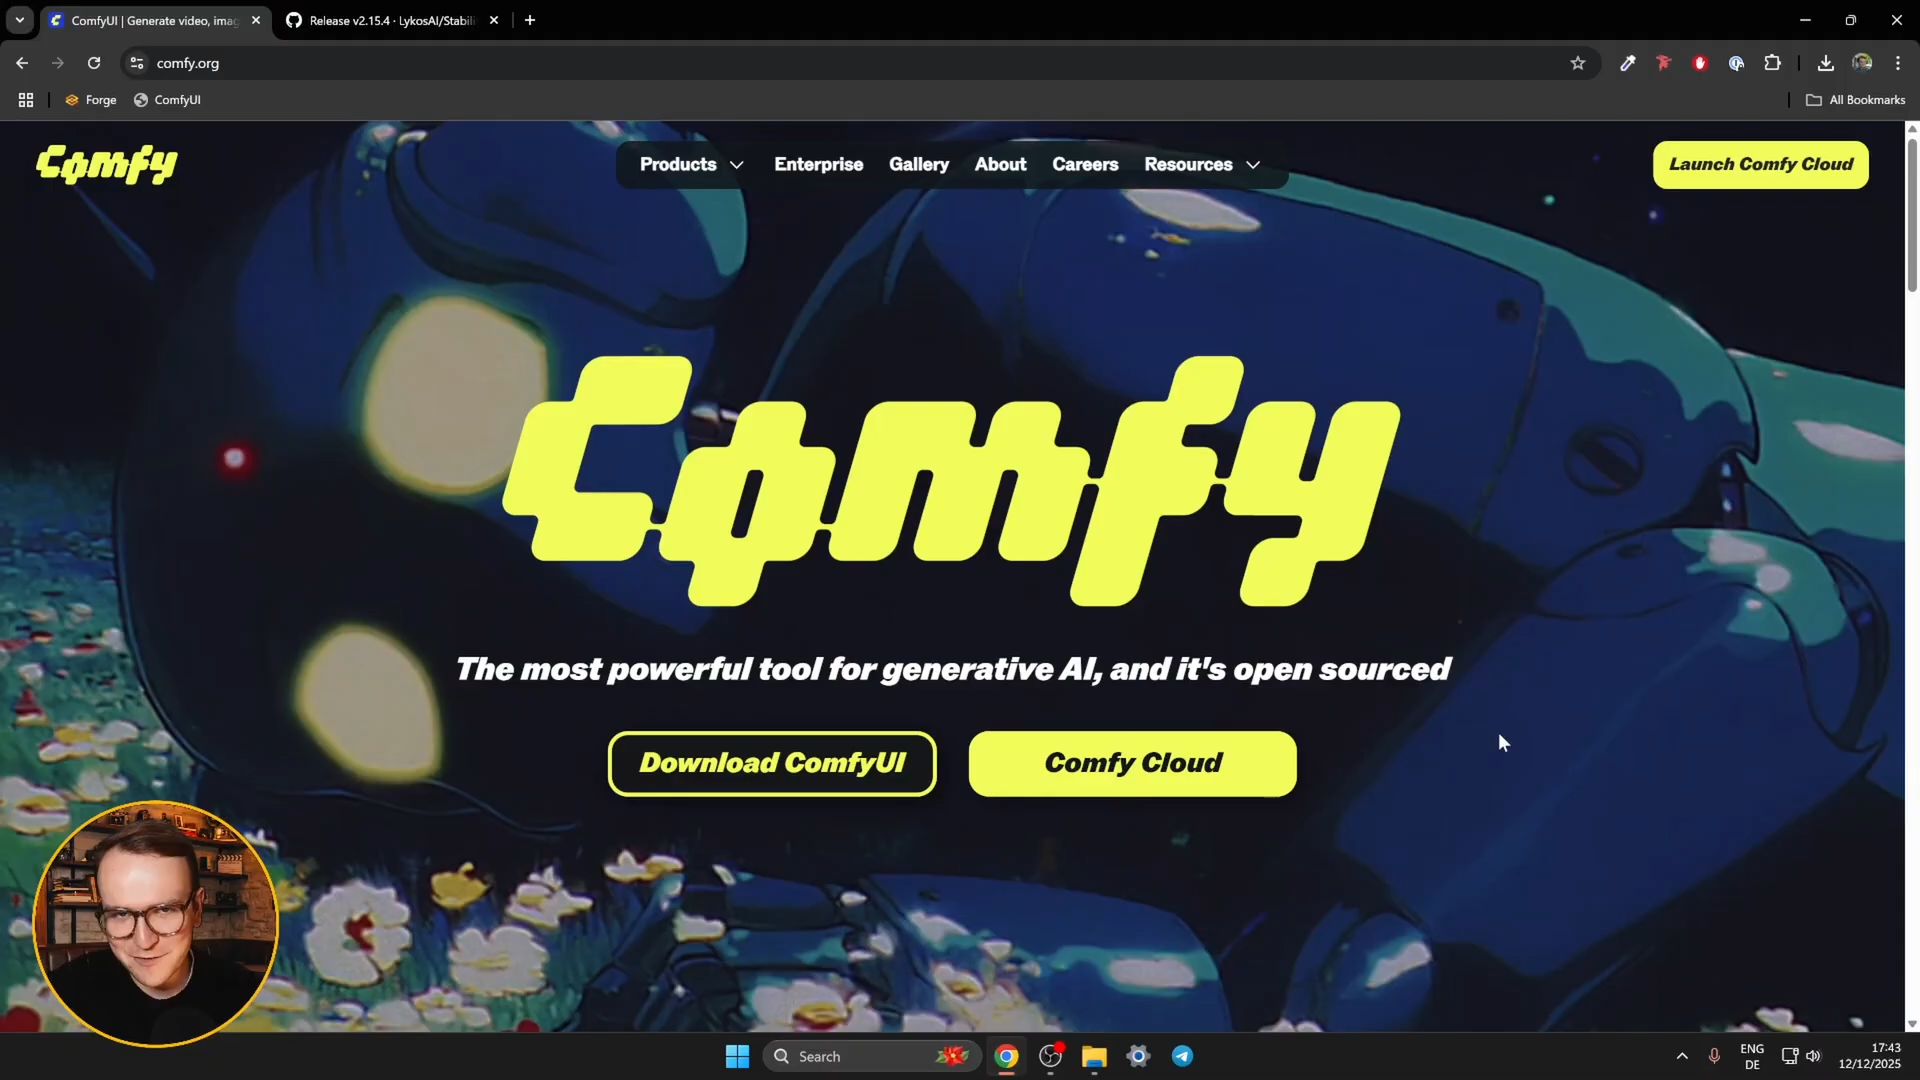 ComfyUI | Generate video, imag
Release v2.15.4 · LykosAI/Stabili
comfy.org
Forge
ComfyUI
All Bookmarks
Comfy
Products
Enterprise
Gallery
About
Careers
Resources
Launch Comfy Cloud
Comfy
The most powerful tool for generative AI, and it's open sourced
Download ComfyUI
Comfy Cloud
Search
ENG
DE
17:43
12/12/2025